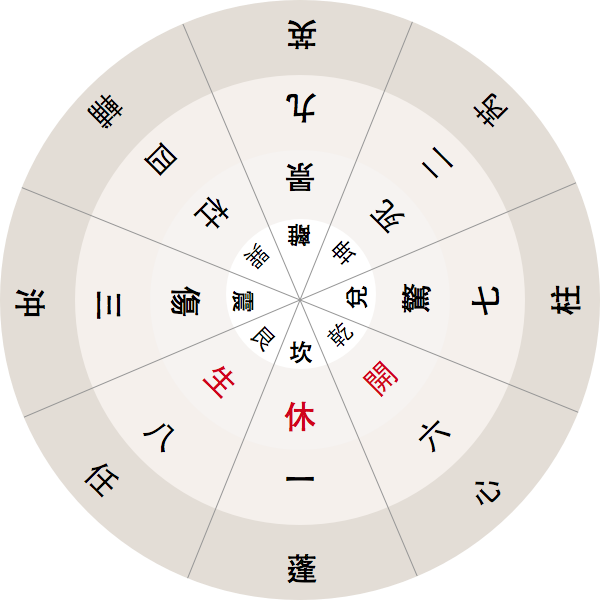 英
九
景
離
芮
二
死
坤
柱
七
驚
兌
心
六
開
乾
蓬
一
休
坎
任
八
生
艮
沖
三
傷
震
輔
四
杜
巽